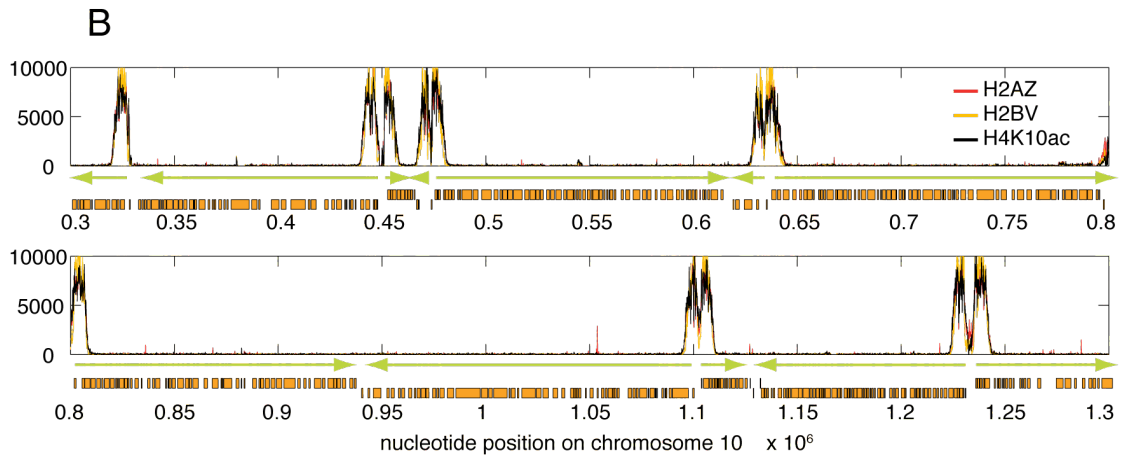 B
10000
5000
0
H2AZ
H2BV
H4K10ac
0.3 0.35 0.4 0.45 0.5 0.55 0.6 0.65 0.7 0.75 0.8
10000
5000
0
0.8 0.85 0.9 0.95 1 1.05 1.10 1.15 1.2 1.25 1.3
nucleotide position on chromosome 10 x 10⁶